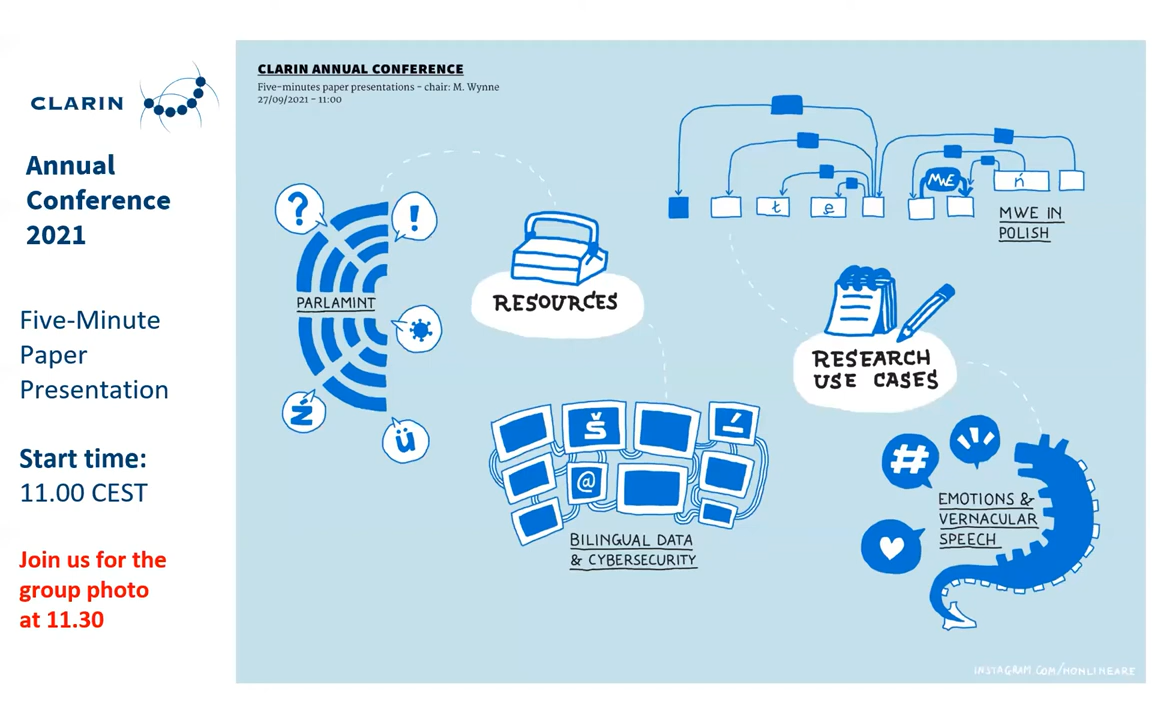 CLARIN
Annual
Conference
2021
Five-Minute
Paper
Presentation
Start time:
11.00 CEST
Join us for the
group photo
at 11.30
CLARIN ANNUAL CONFERENCE
Five-minutes paper presentations - chair: M. Wynne
27/09/2021 - 11:00
?
!
PARLAMINT
ź
ü
RESOURCES
MWE
ń
ł
ę
MWE IN
POLISH
RESEARCH
USE CASES
Š
@
BILINGUAL DATA
& CYBERSECURITY
#
EMOTIONS &
VERNACULAR
SPEECH
INSTAGRAM.COM/NONLINEARE